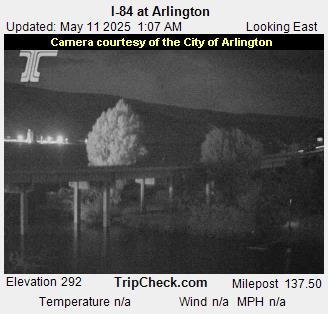 I-84 at Arlington
Updated: May 11 2025 1:07 AM Looking East
Camera courtesy of the City of Arlington
Elevation 292 TripCheck.com Milepost 137.50
Temperature n/a Wind n/a MPH n/a